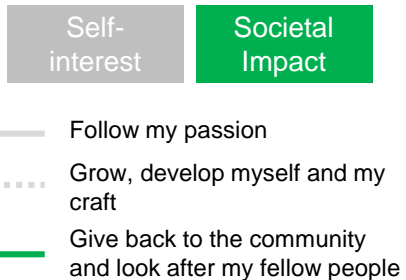 Self-
interest
Societal
Impact
Follow my passion
Grow, develop myself and my
craft
Give back to the community
and look after my fellow people